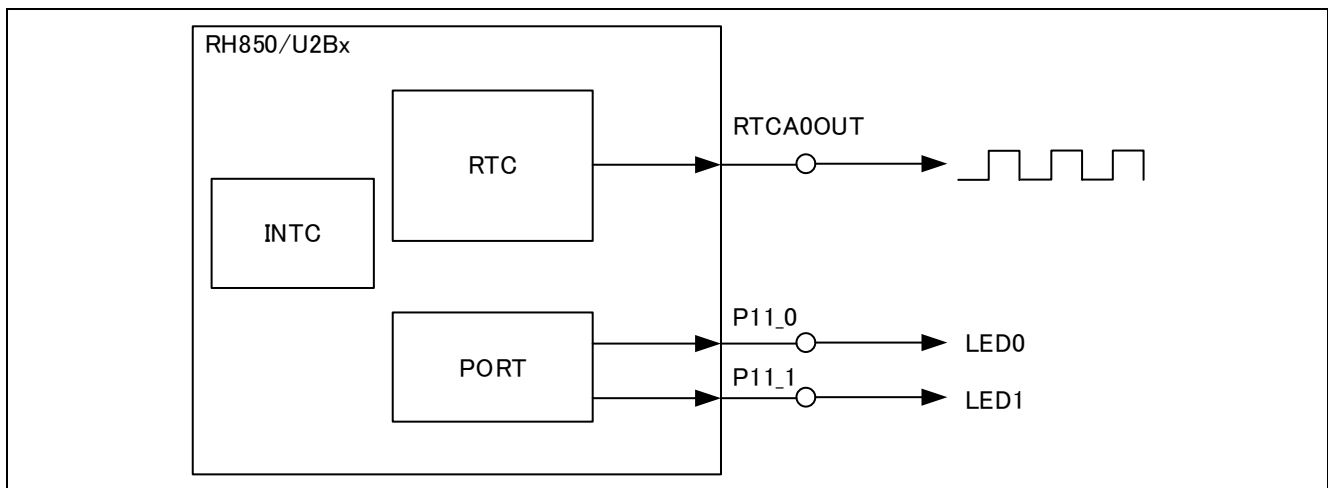 RH850/U2Bx
RTCA0OUT
RTC
INTC
P11_0
LED0
PORT
P11_1
LED1